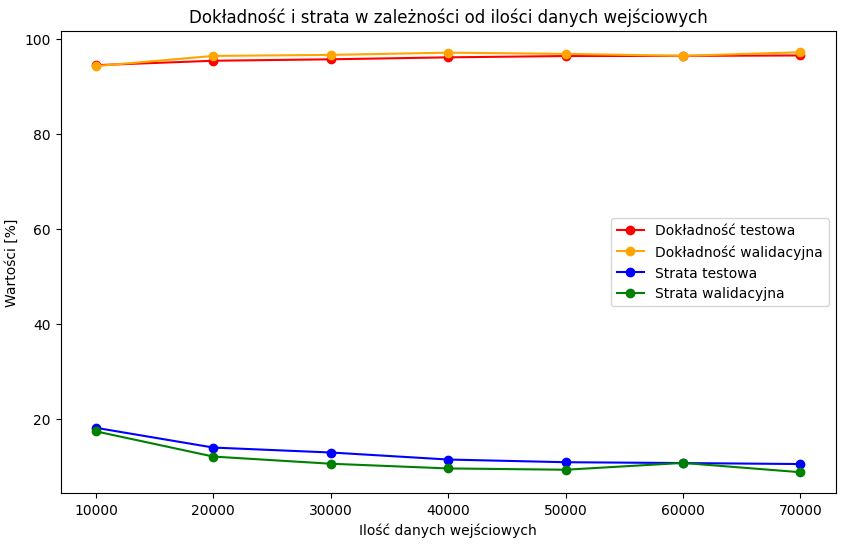 Dokładność i strata w zależności od ilości danych wejściowych
100
80
60
40
20
Wartości [%]
Dokładność testowa
Dokładność walidacyjna
Strata testowa
Strata walidacyjna
10000 20000 30000 40000 50000 60000 70000
Ilość danych wejściowych